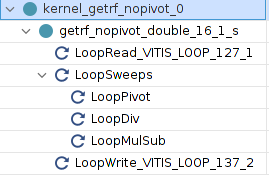 kernel_getrf_nopivot_0
getrf_nopivot_double_16_1_s
LoopRead_VITIS_LOOP_127_1
LoopSweeps
LoopPivot
LoopDiv
LoopMulSub
LoopWrite_VITIS_LOOP_137_2